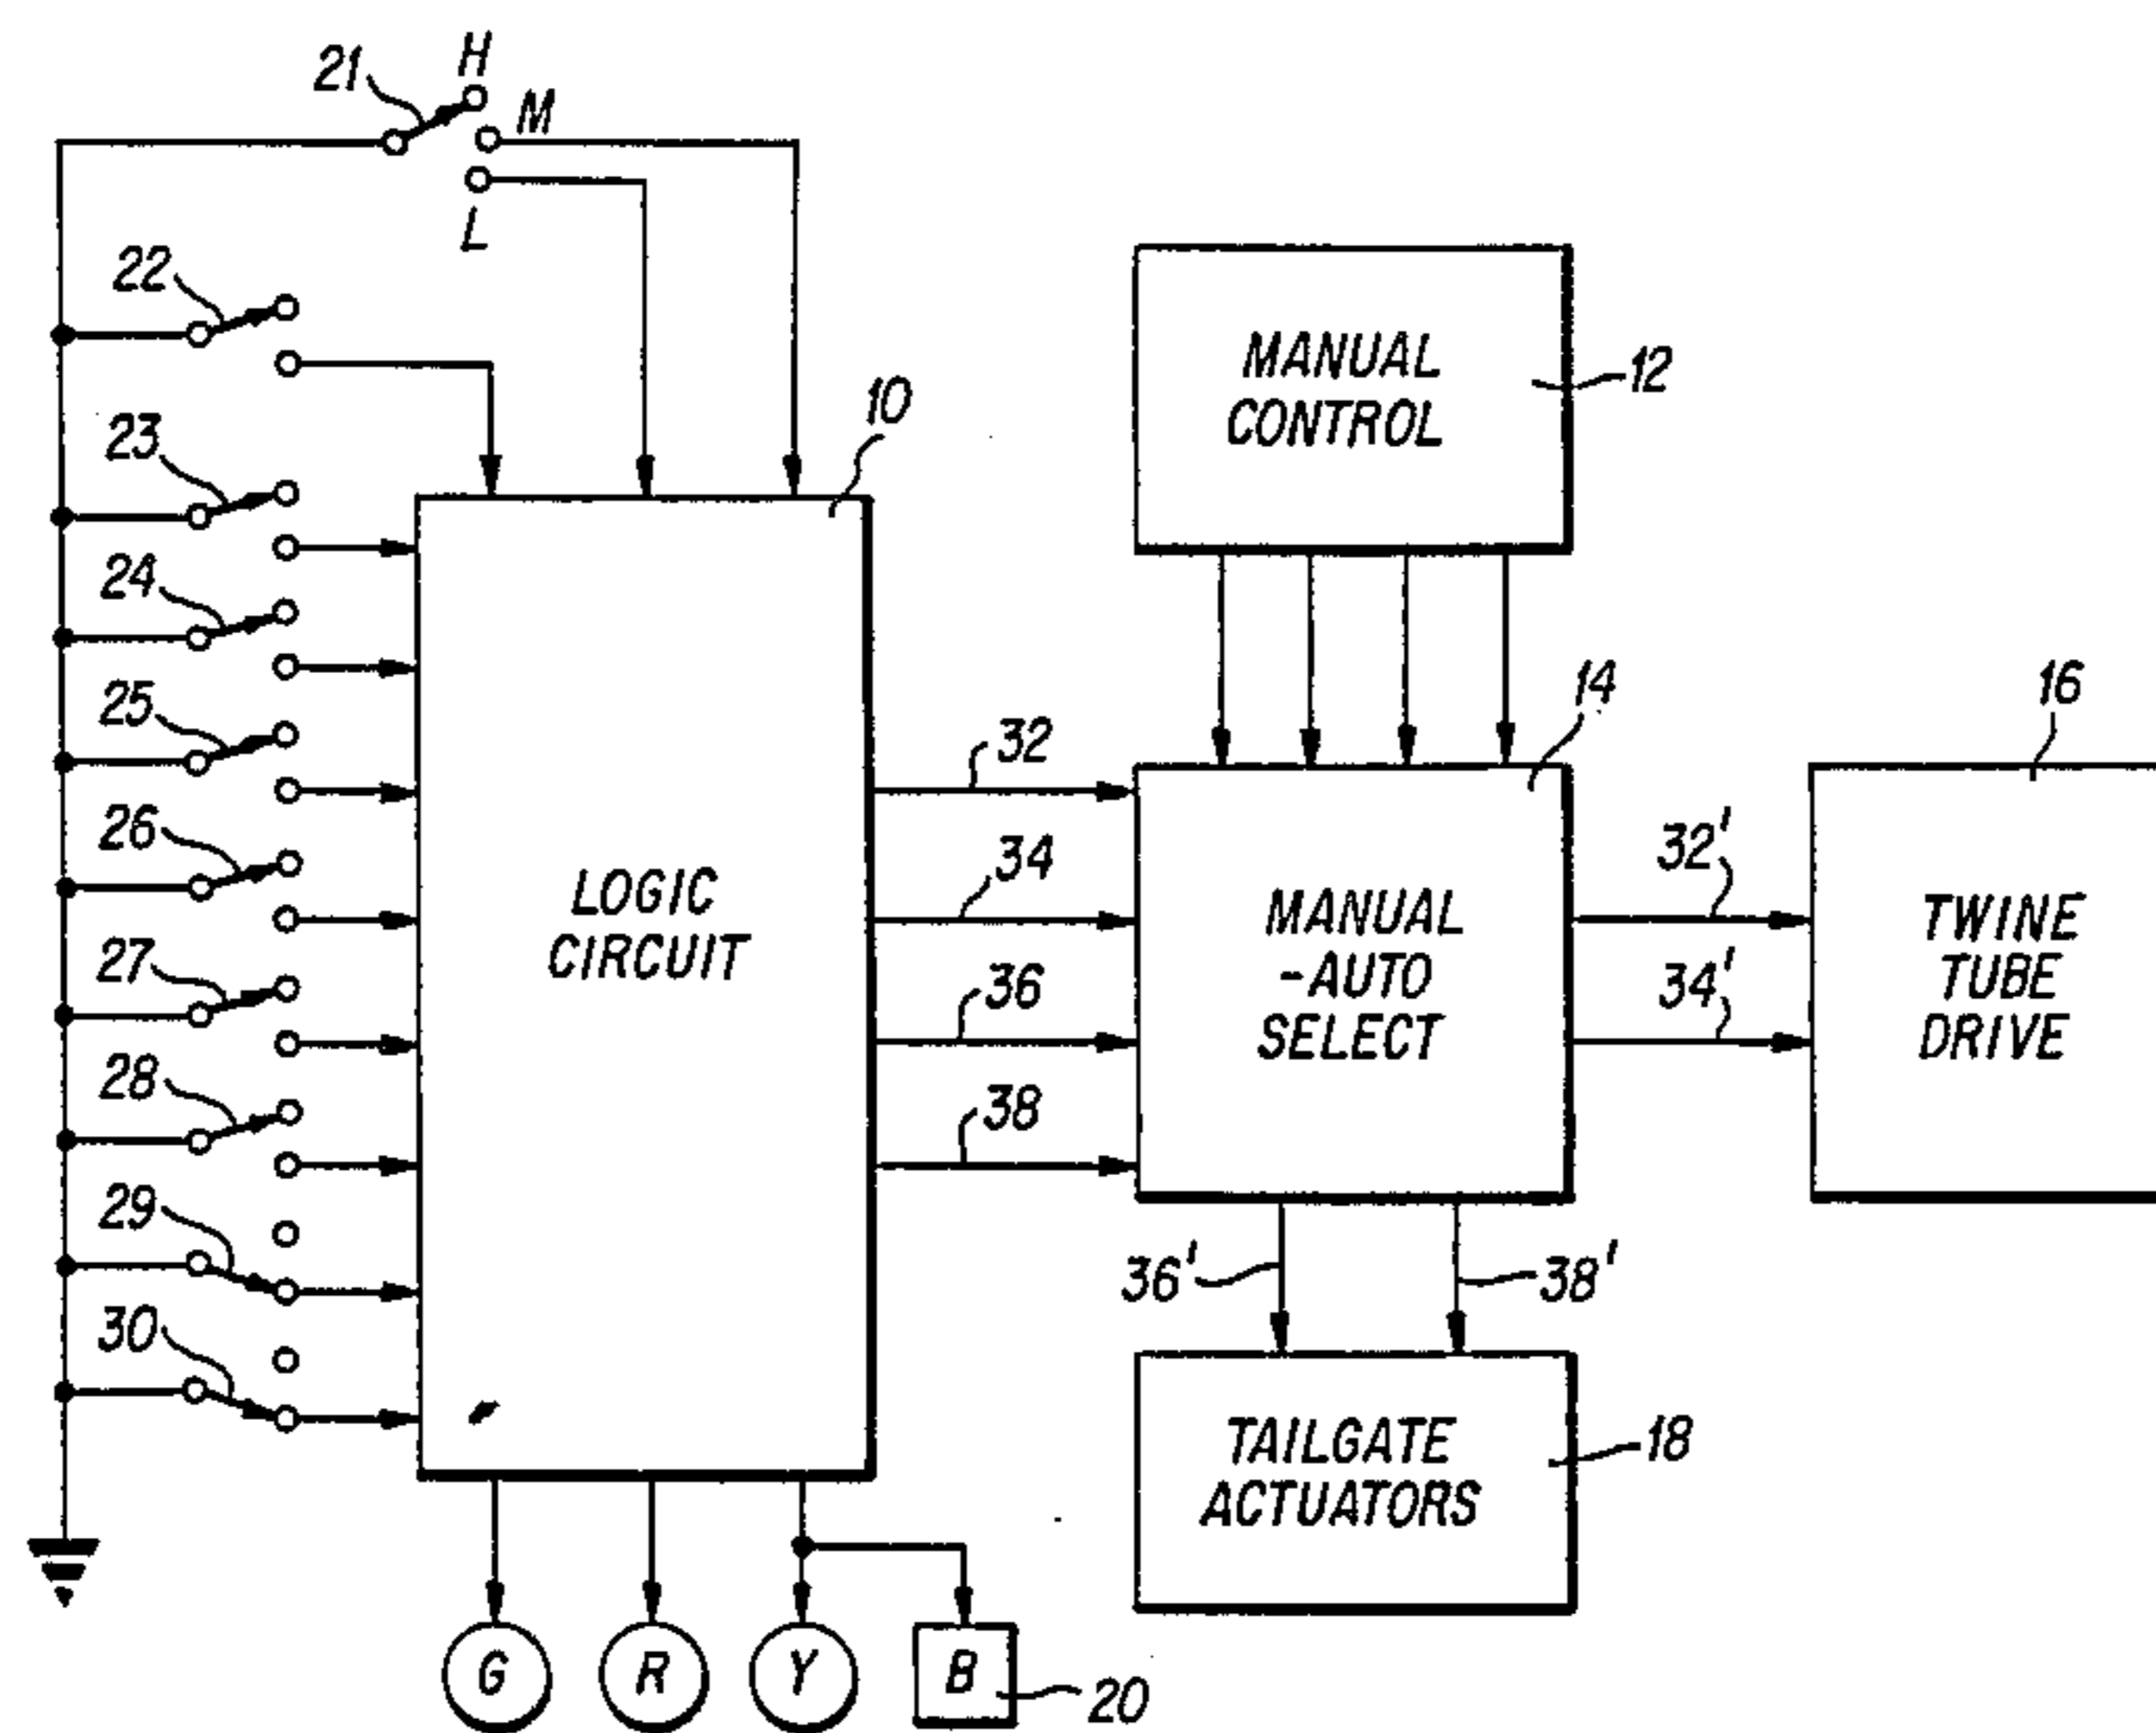 21
H
M
L
22
23
24
25
26
27
28
29
30
10
LOGIC
CIRCUIT
MANUAL
CONTROL
12
32
34
36
38
14
MANUAL
-AUTO
SELECT
32'
34'
16
TWINE
TUBE
DRIVE
36'
38'
TAILGATE
ACTUATORS
18
G
R
Y
B
20